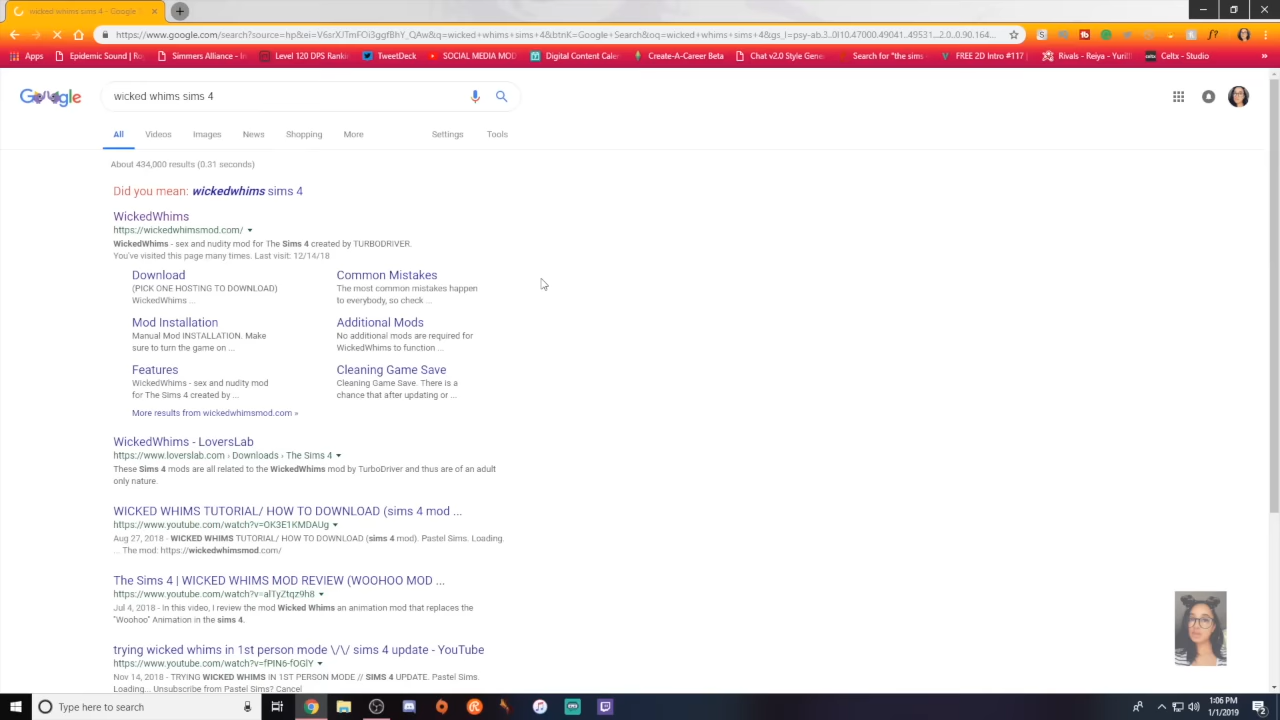 wicked whims sims 4 - Google
https://www.google.com/search?source=hp&ei=V6srXJTmFOi3ggfBhY_QAw&q=wicked+whims+sims+4&btnK=Google+Search&oq=wicked+whims+sims+4&gs_l=psy-ab.3...0l10.47000.49041..49531...2.0..0.90.164...
Apps
Epidemic Sound | Ro
Simmers Alliance - In
Level 120 DPS Ranki
TweetDeck
SOCIAL MEDIA MOD
Digital Content Caler
Create-A-Career Beta
Chat v2.0 Style Gene
Search for "the sims
FREE 2D Intro #117 |
Rivals - Reiya - Yurill
Celtx - Studio
»
Google
wicked whims sims 4
All Videos Images News Shopping More Settings Tools
About 434,000 results (0.31 seconds)
Did you mean: wickedwhims sims 4
WickedWhims
https://wickedwhimsmod.com/
WickedWhims - sex and nudity mod for The Sims 4 created by TURBODRIVER.
You've visited this page many times. Last visit: 12/14/18
Download
(PICK ONE HOSTING TO DOWNLOAD)
WickedWhims ...
Common Mistakes
The most common mistakes happen
to everybody, so check ...
Mod Installation
Manual Mod INSTALLATION. Make
sure to turn the game on ...
Additional Mods
No additional mods are required for
WickedWhims to function ...
Features
WickedWhims - sex and nudity mod
for The Sims 4 created by ...
Cleaning Game Save
Cleaning Game Save. There is a
chance that after updating or ...
More results from wickedwhimsmod.com »
WickedWhims - LoversLab
https://www.loverslab.com › Downloads › The Sims 4
These Sims 4 mods are all related to the WickedWhims mod by TurboDriver and thus are of an adult
only nature.
WICKED WHIMS TUTORIAL/ HOW TO DOWNLOAD (sims 4 mod ...
https://www.youtube.com/watch?v=OK3E1KMDAUg
Aug 27, 2018 - WICKED WHIMS TUTORIAL/ HOW TO DOWNLOAD (sims 4 mod). Pastel Sims. Loading.
... The mod: https://wickedwhimsmod.com/
The Sims 4 | WICKED WHIMS MOD REVIEW (WOOHOO MOD ...
https://www.youtube.com/watch?v=alTyZtqz9h8
Jul 4, 2018 - In this video, I review the mod Wicked Whims an animation mod that replaces the
"Woohoo" Animation in the sims 4.
trying wicked whims in 1st person mode \/\/ sims 4 update - YouTube
https://www.youtube.com/watch?v=fPIN6-fOGlY
Nov 14, 2018 - TRYING WICKED WHIMS IN 1ST PERSON MODE // SIMS 4 UPDATE. Pastel Sims.
Loading... Unsubscribe from Pastel Sims? Cancel
Type here to search
1:06 PM
1/1/2019
2